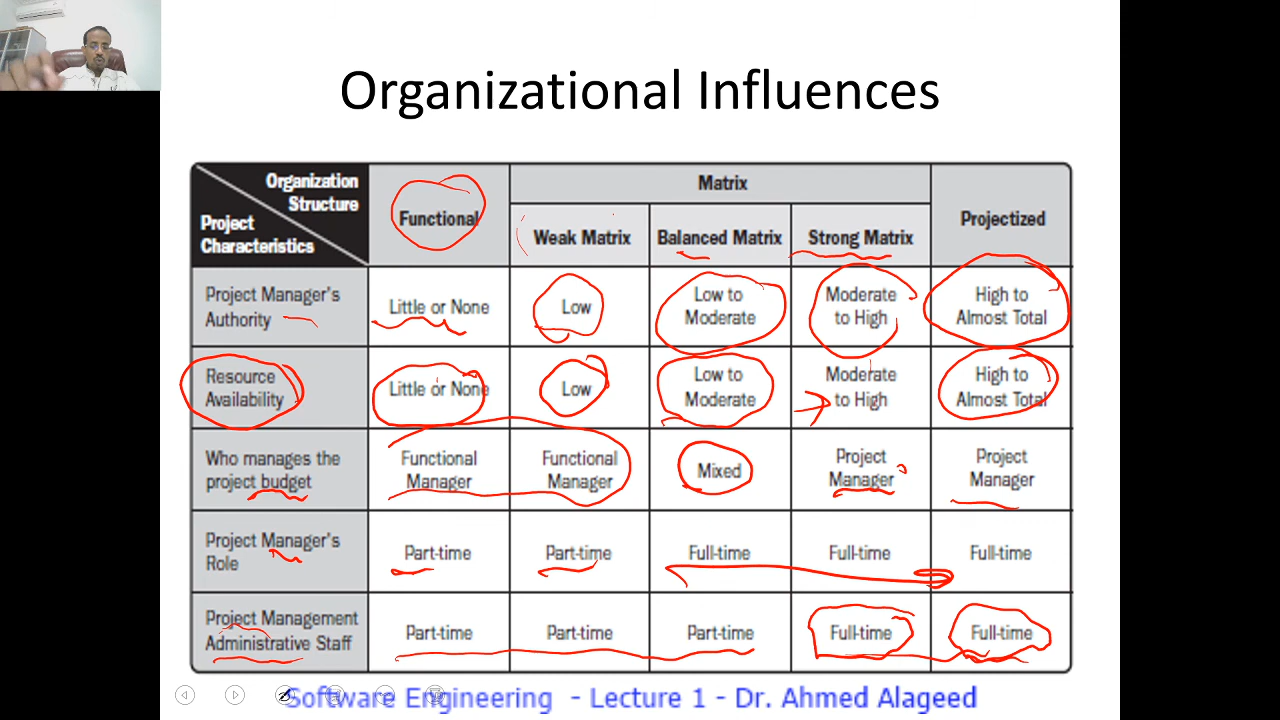 Organizational Influences
Organization
Structure
Project
Characteristics
Functional
Matrix
Weak Matrix
Balanced Matrix
Strong Matrix
Projectized
Project Manager's
Authority
Little or None
Low
Low to
Moderate
Moderate
to High
High to
Almost Total
Resource
Availability
Little or None
Low
Low to
Moderate
Moderate
to High
High to
Almost Total
Who manages the
project budget
Functional
Manager
Functional
Manager
Mixed
Project
Manager
Project
Manager
Project Manager's
Role
Part-time
Part-time
Full-time
Full-time
Full-time
Project Management
Administrative Staff
Part-time
Part-time
Part-time
Full-time
Full-time
Software Engineering - Lecture 1 - Dr. Ahmed Alageed